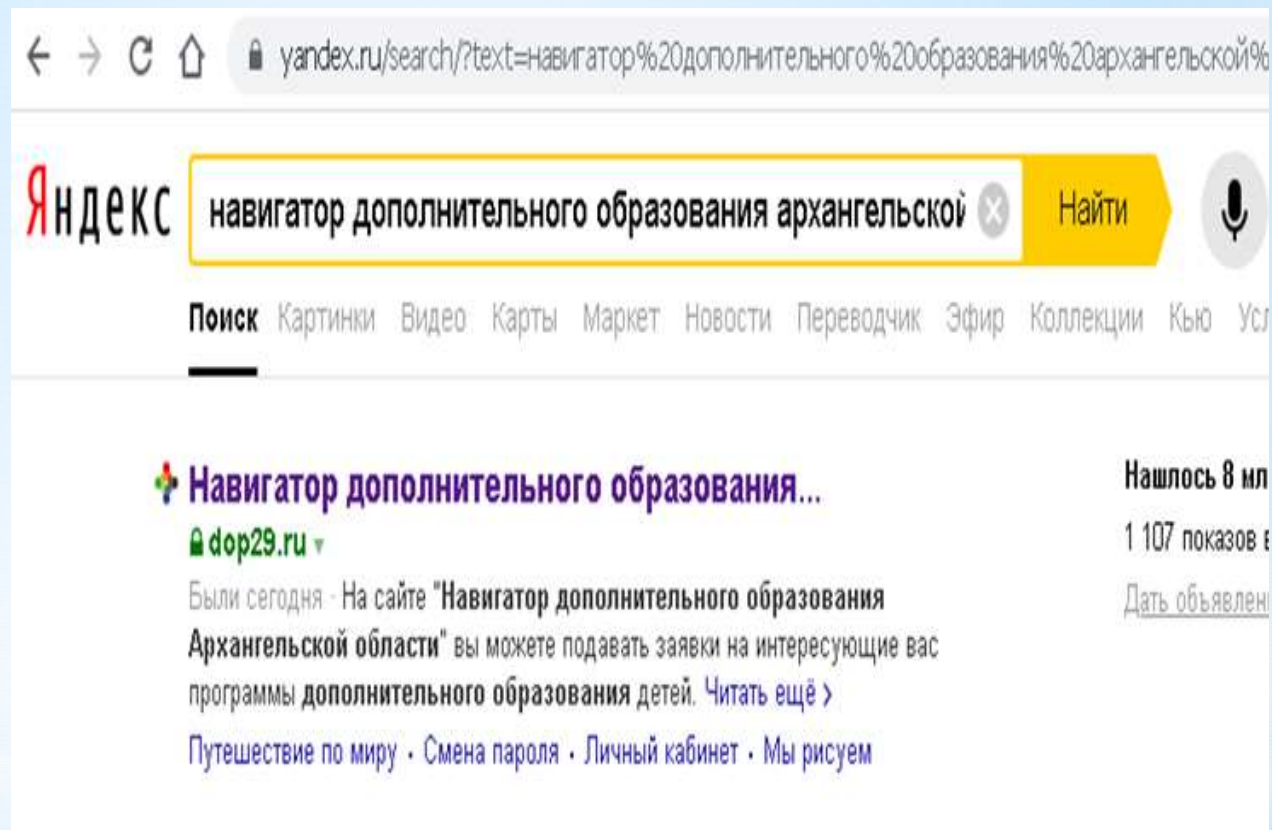 yandex.ru/search/?text=навигатор%20дополнительного%20образования%20архангельской%
Яндекс
навигатор дополнительного образования архангельской
Найти
Поиск Картинки Видео Карты Маркет Новости Переводчик Эфир Коллекции Кью
Навигатор дополнительного образования...
dop29.ru
Были сегодня · На сайте "Навигатор дополнительного образования
Архангельской области" вы можете подавать заявки на интересующие вас
программы дополнительного образования детей. Читать ещё >
Путешествие по миру · Смена пароля · Личный кабинет · Мы рисуем
Нашлось 8
1 107 показов
Дать